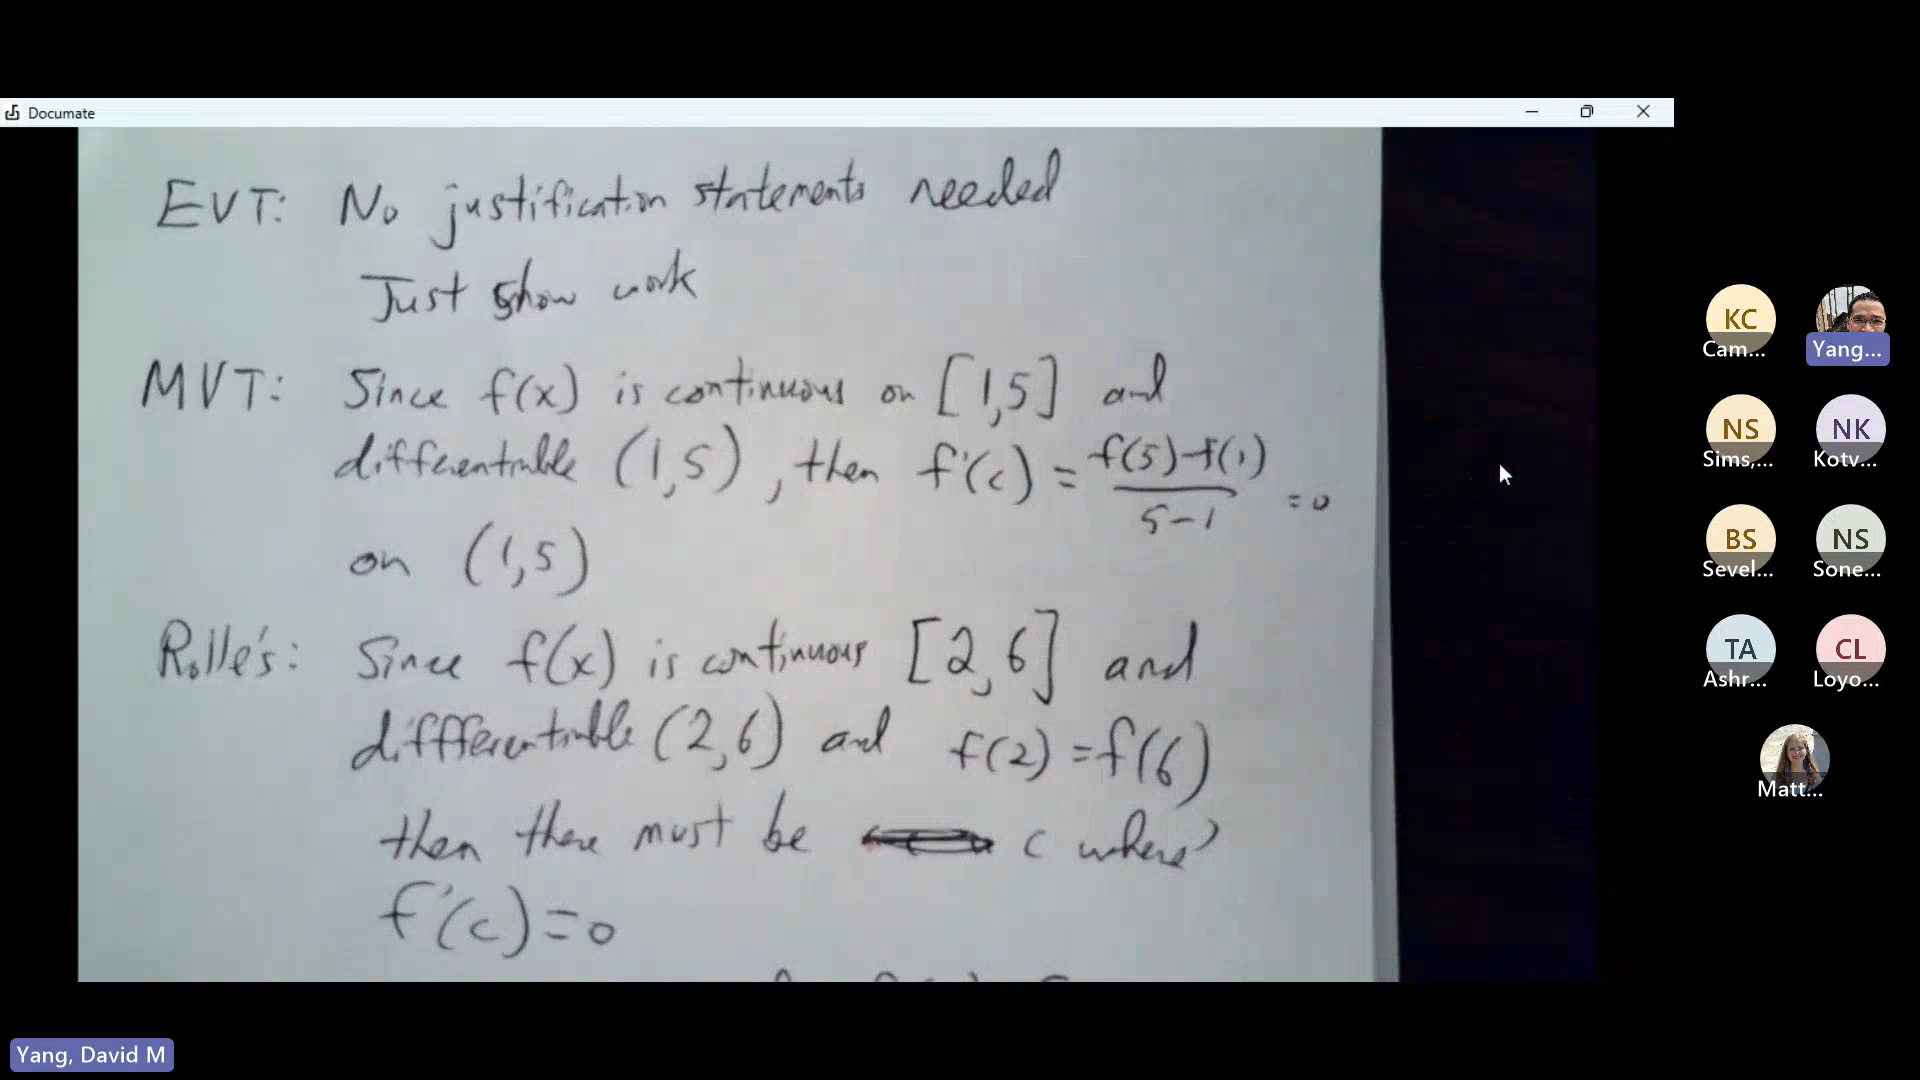 Documate
EVT: No justification statements needed
Just show work
MVT: Since f(x) is continuous on [1,5] and
differentiable (1,5), then f'(c) = f(5)-f(1)
5-1
= 0
on (1,5)
Rolle's: Since f(x) is continuous [2,6] and
differentiable (2,6) and f(2)=f(6)
then there must be c where
f'(c)=0
KC
Cam...
Yang...
NS
Sims,...
NK
Kotv...
BS
Sevel...
NS
Sone...
TA
Ashr...
CL
Loyo...
Matt...
Yang, David M